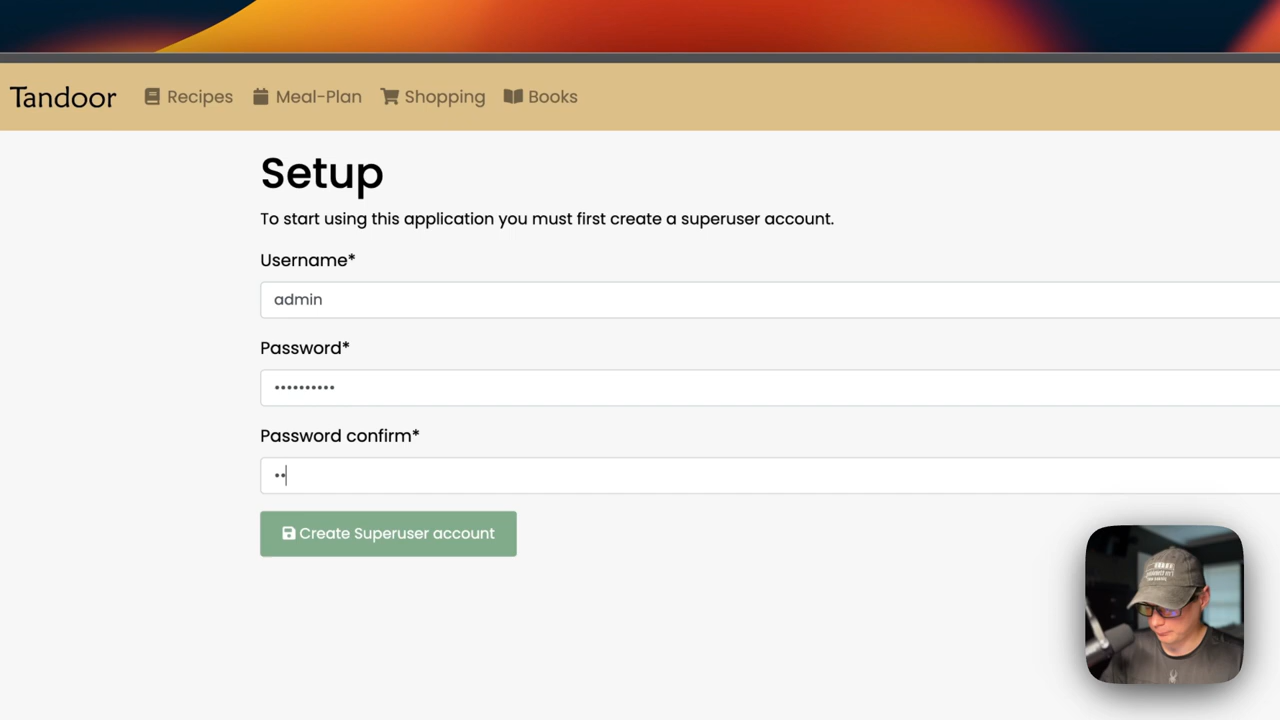 Tandoor Recipes Meal-Plan Shopping Books
Setup
To start using this application you must first create a superuser account.
Username*
admin
Password*
••••••••••
Password confirm*
••
Create Superuser account